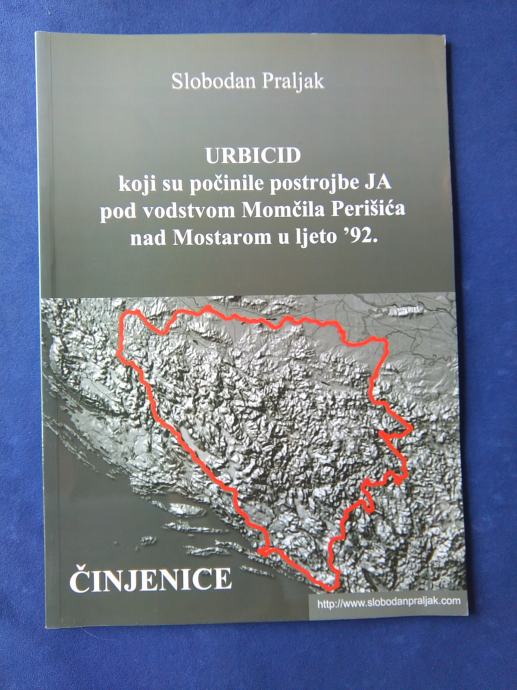 Slobodan Praljak
URBICID
koji su počinile postrojbe JA
pod vodstvom Momčila Perišića
nad Mostarom u ljeto ’92.
ČINJENICE
http://www.slobodanpraljak.com